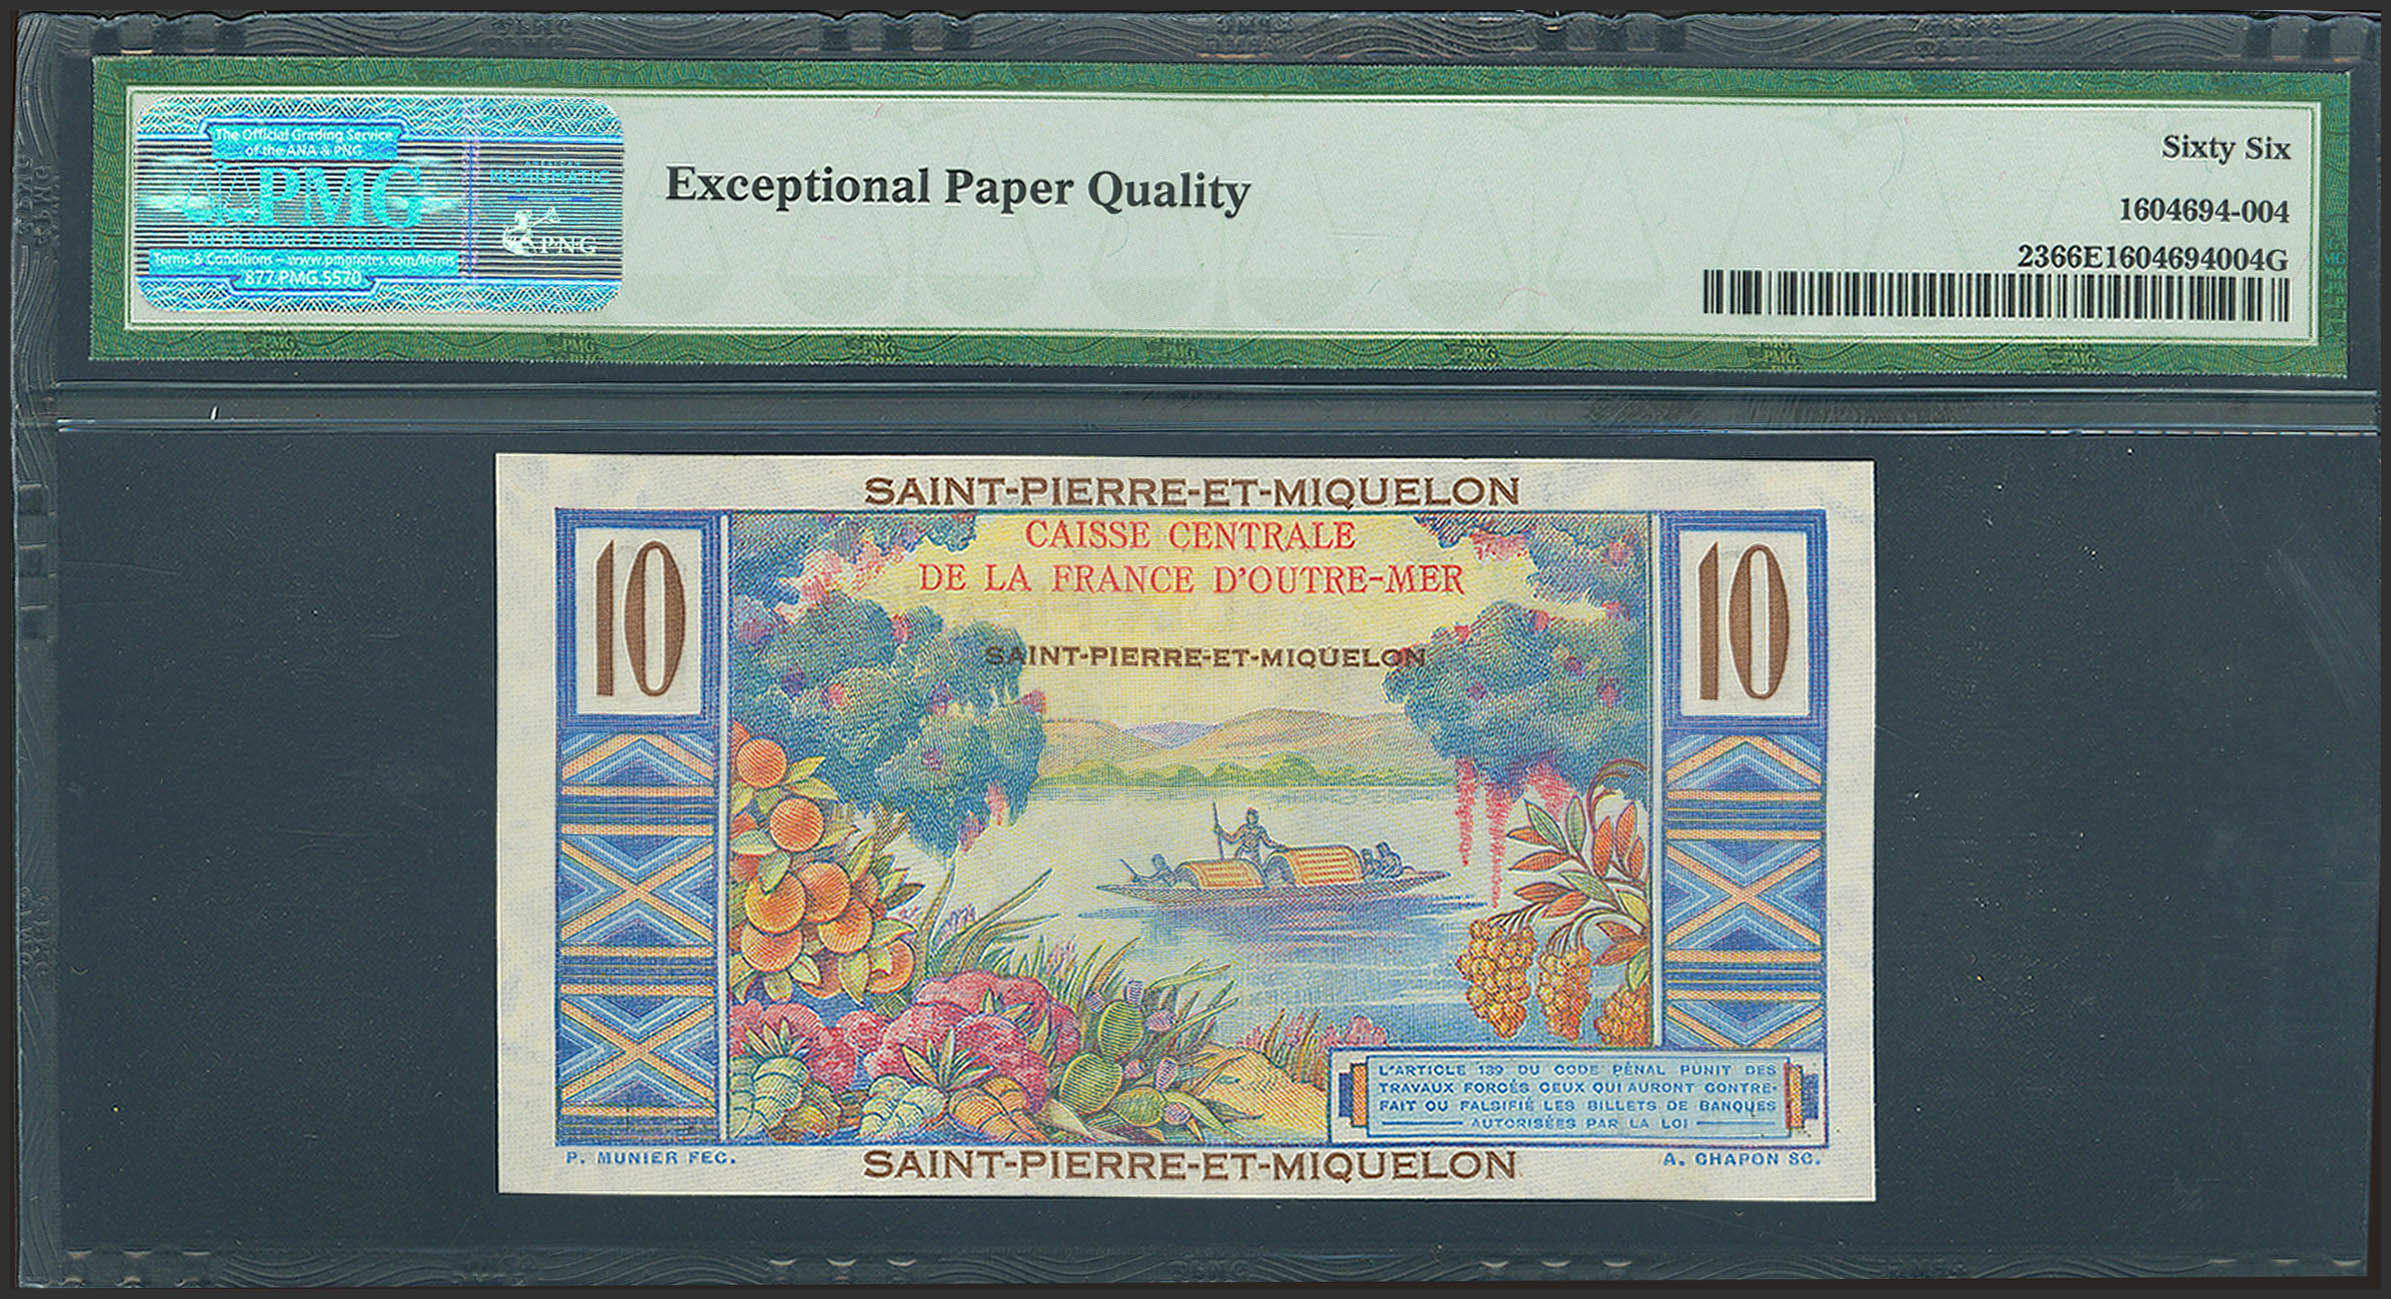 The Official Grading Service
of the ANA & PNG
PMG
PAPER MONEY GUARANTY
Terms & Conditions – www.pmgnotes.com/terms
877.PMG.5570
NUMISMATIC
PNG
Exceptional Paper Quality
Sixty Six
1604694-004
2366E1604694004G
SAINT-PIERRE-ET-MIQUELON
10
10
CAISSE CENTRALE
DE LA FRANCE D'OUTRE-MER
SAINT-PIERRE-ET-MIQUELON
L'ARTICLE 139 DU CODE PÉNAL PUNIT DES
TRAVAUX FORCÉS CEUX QUI AURONT CONTRE-
FAIT OU FALSIFIÉ LES BILLETS DE BANQUES
AUTORISÉES PAR LA LOI
P. MUNIER FEC.
SAINT-PIERRE-ET-MIQUELON
A. CHAPON SC.